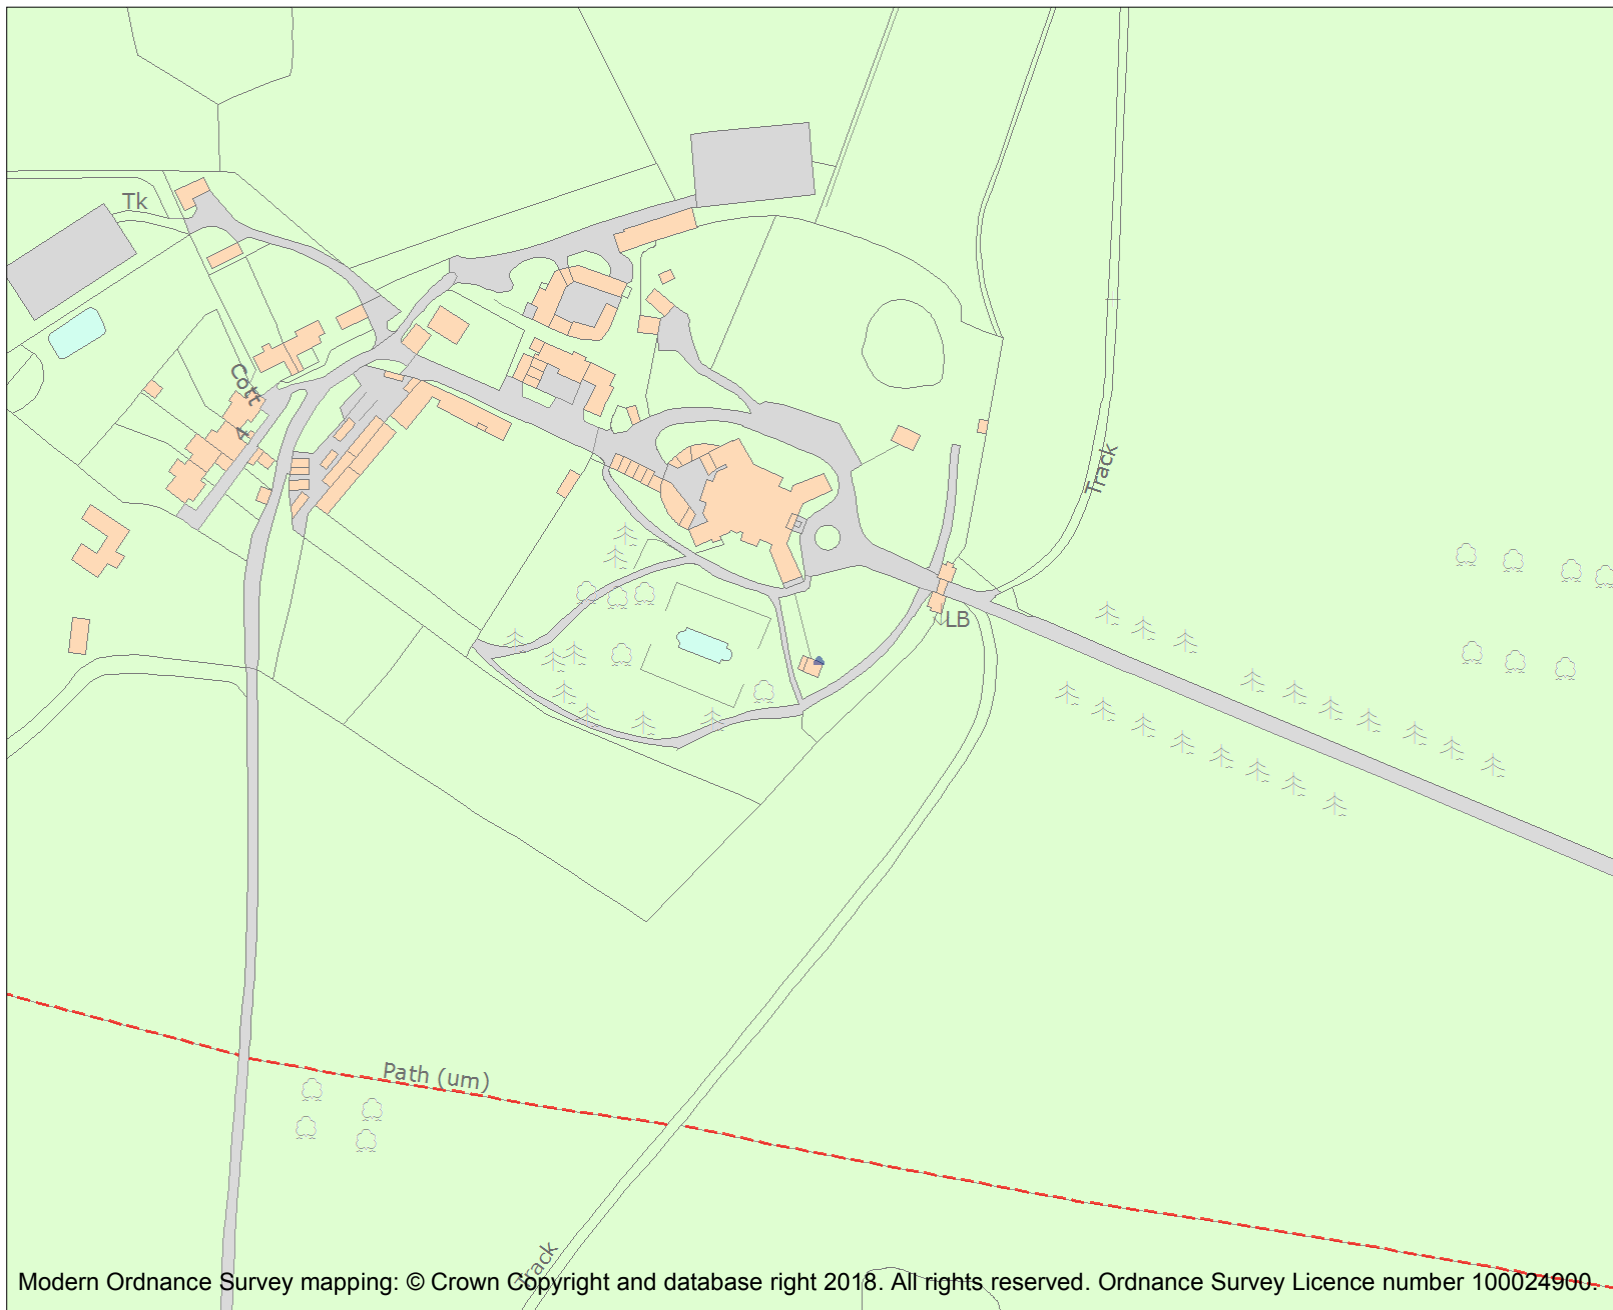 Tk
Cott
4
Track
LB
Path (um)
Track
Modern Ordnance Survey mapping: © Crown Copyright and database right 2018. All rights reserved. Ordnance Survey Licence number 100024900.